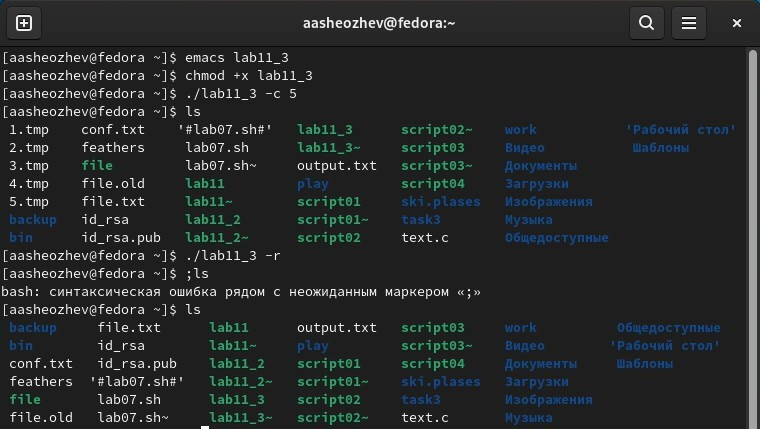 aasheozhev@fedora:~
[aasheozhev@fedora ~]$ emacs lab11_3
[aasheozhev@fedora ~]$ chmod +x lab11_3
[aasheozhev@fedora ~]$ ./lab11_3 -c 5
[aasheozhev@fedora ~]$ ls
1.tmp conf.txt '#lab07.sh#' lab11_3 script02~ work 'Рабочий стол'
2.tmp feathers lab07.sh lab11_3~ script03 Видео Шаблоны
3.tmp file lab07.sh~ output.txt script03~ Документы
4.tmp file.old lab11 play script04 Загрузки
5.tmp file.txt lab11~ script01 ski.plases Изображения
backup id_rsa lab11_2 script01~ task3 Музыка
bin id_rsa.pub lab11_2~ script02 text.c Общедоступные
[aasheozhev@fedora ~]$ ./lab11_3 -r
[aasheozhev@fedora ~]$ ;ls
bash: синтаксическая ошибка рядом с неожиданным маркером «;»
[aasheozhev@fedora ~]$ ls
backup file.txt lab11 output.txt script03 work Общедоступные
bin id_rsa lab11~ play script03~ Видео 'Рабочий стол'
conf.txt id_rsa.pub lab11_2 script01 script04 Документы Шаблоны
feathers '#lab07.sh#' lab11_2~ script01~ ski.plases Загрузки
file lab07.sh lab11_3 script02 task3 Изображения
file.old lab07.sh~ lab11_3~ script02~ text.c Музыка